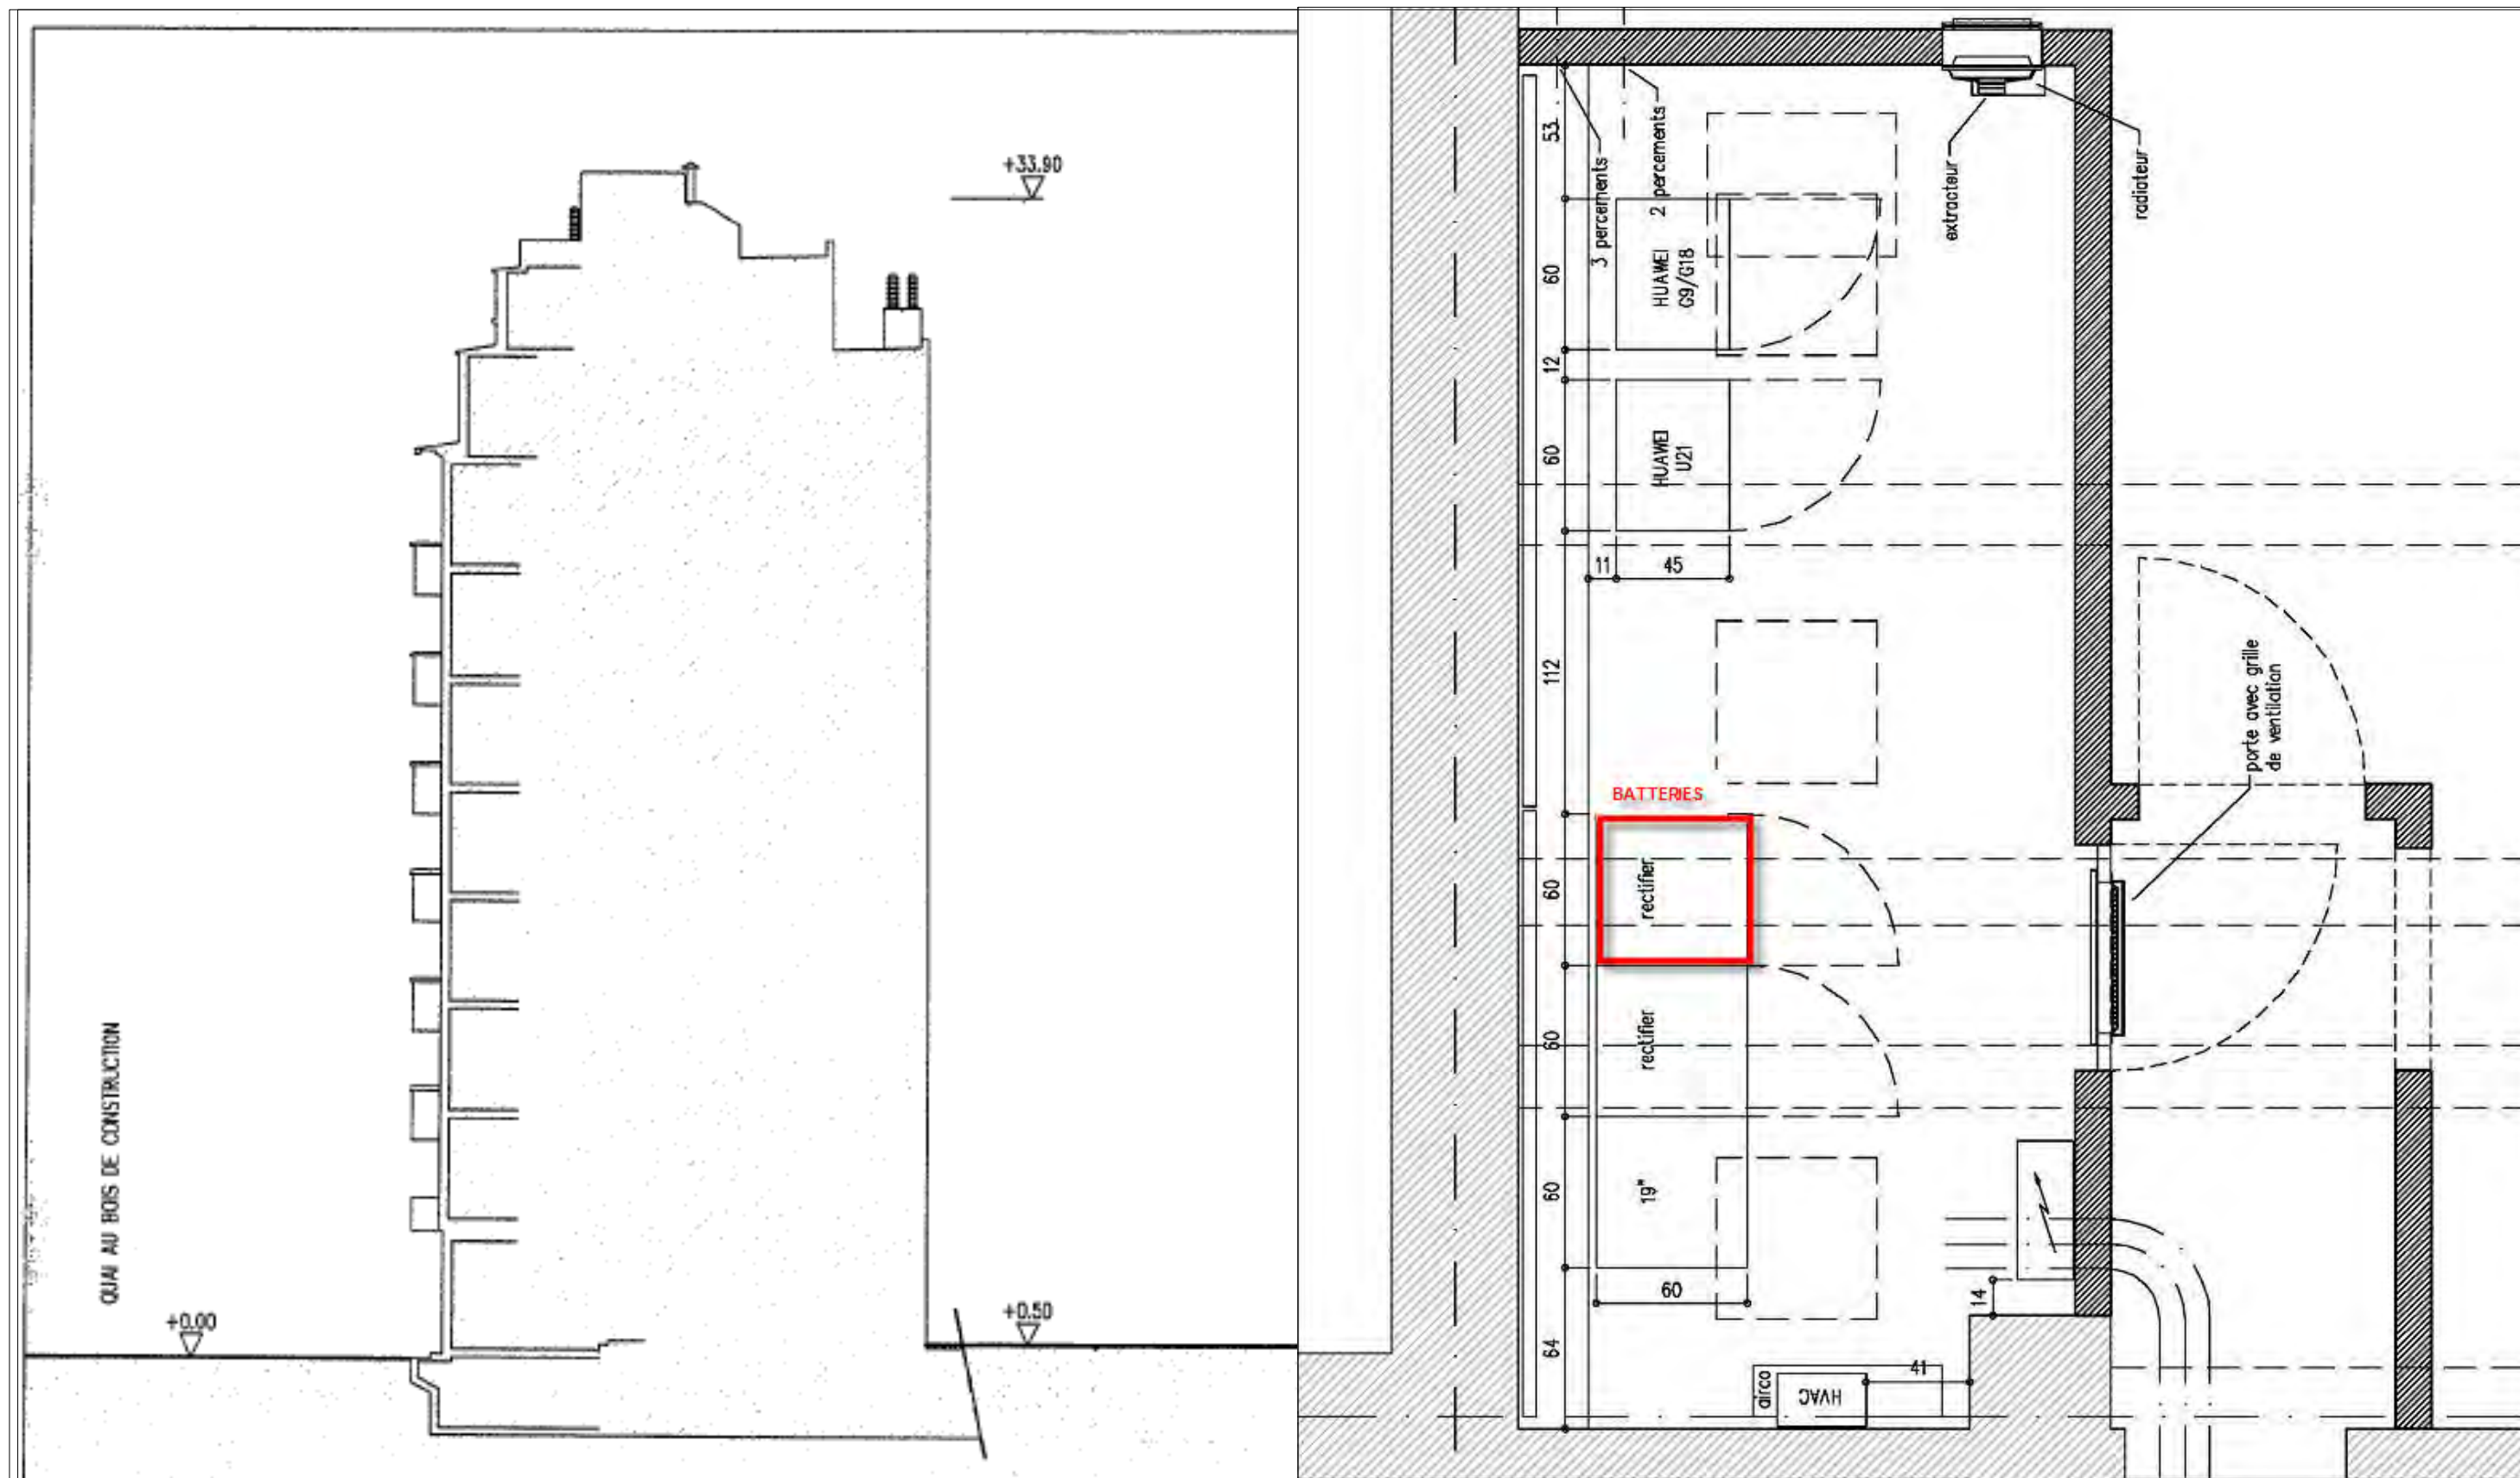 +33.90
QUAI AU BOIS DE CONSTRUCTION
+0.00
+0.50
53
3 percements
2 percements
extracteur
radiateur
60
HUAWEI
G9/G18
12
60
HUAWEI
U21
11
45
112
porte avec grille
de ventilation
BATTERIES
60
rectifier
60
rectifier
60
19"
60
14
64
airco
HVAC
41